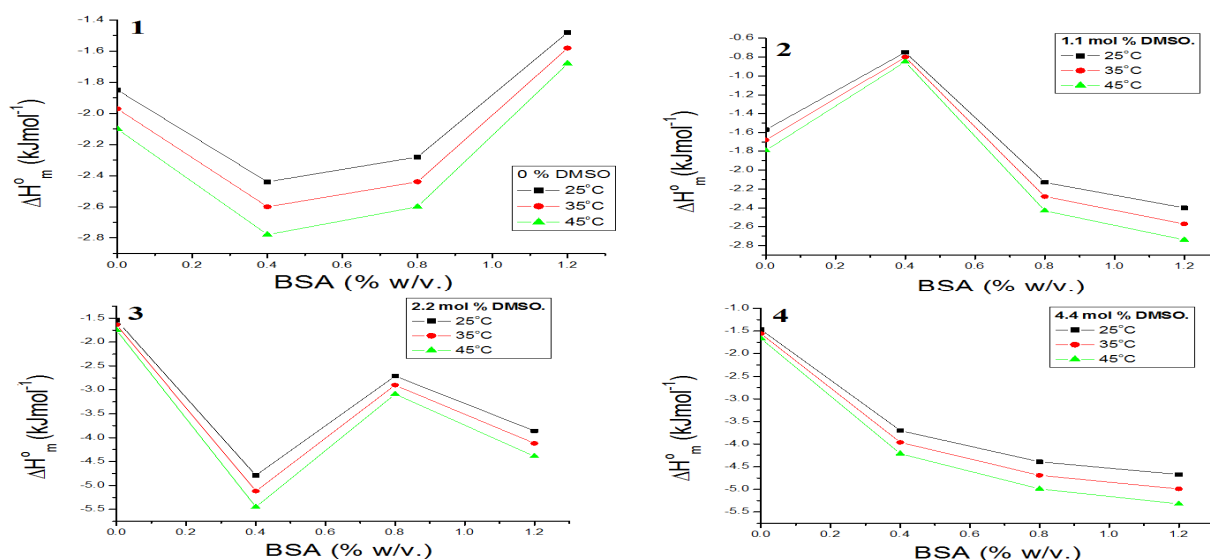 1
-1.4
-1.6
-1.8
-2.0
-2.2
-2.4
-2.6
-2.8
ΔH°m (kJmol-1)
0 % DMSO
25°C
35°C
45°C
0.0 0.2 0.4 0.6 0.8 1.0 1.2
BSA (% w/v.)
2
-0.6
-0.8
-1.0
-1.2
-1.4
-1.6
-1.8
-2.0
-2.2
-2.4
-2.6
-2.8
ΔH°m (kJmol-1)
1.1 mol % DMSO.
25°C
35°C
45°C
0.0 0.2 0.4 0.6 0.8 1.0 1.2
BSA (% w/v.)
3
-1.5
-2.0
-2.5
-3.0
-3.5
-4.0
-4.5
-5.0
-5.5
ΔH°m (kJmol-1)
2.2 mol % DMSO.
25°C
35°C
45°C
0.0 0.2 0.4 0.6 0.8 1.0 1.2
BSA (% w/v.)
4
-1.0
-1.5
-2.0
-2.5
-3.0
-3.5
-4.0
-4.5
-5.0
-5.5
ΔH°m (kJmol-1)
4.4 mol % DMSO.
25°C
35°C
45°C
0.0 0.2 0.4 0.6 0.8 1.0 1.2
BSA (% w/v.)